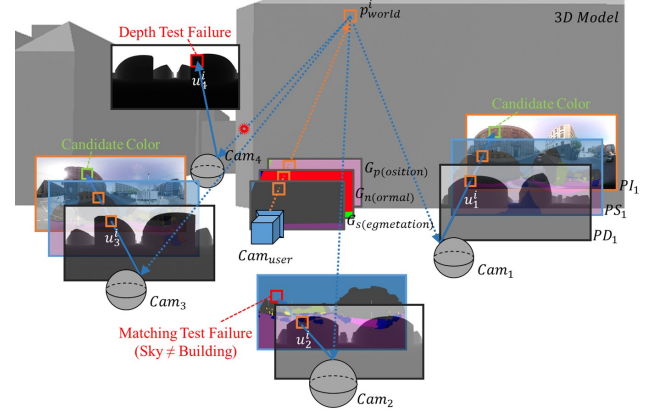 p^i_world
3D Model
Depth Test Failure
u^i_4
Candidate Color
Candidate Color
Cam_4
G_p(osition)
G_n(ormal)
G_s(egmetation)
PI_1
PS_1
PD_1
u^i_1
u^i_3
Cam_user
Cam_1
Cam_3
Matching Test Failure
(Sky ≠ Building)
u^i_2
Cam_2